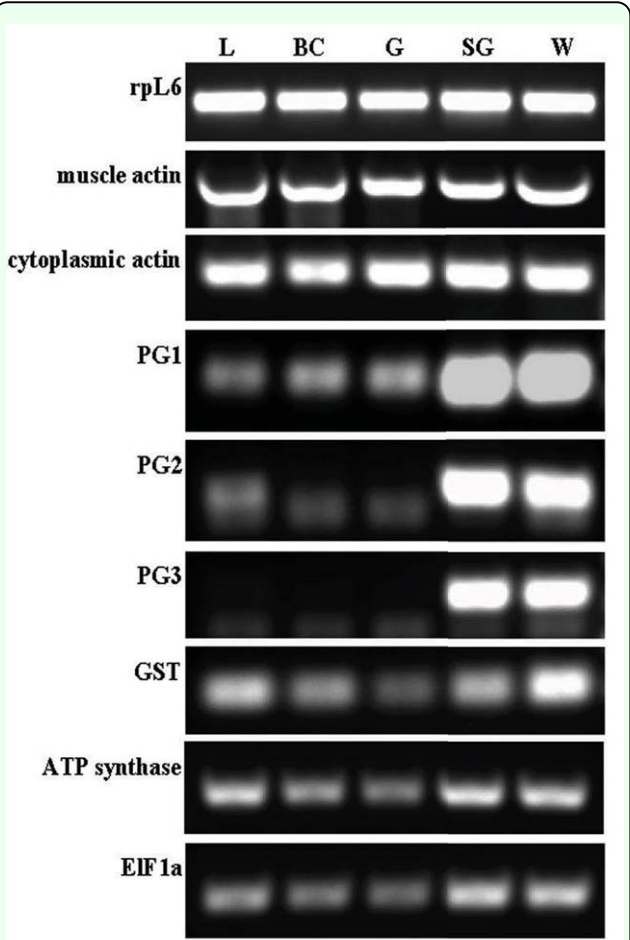 L BC G SG W
rpL6
muscle actin
cytoplasmic actin
PG1
PG2
PG3
GST
ATP synthase
EIF1a